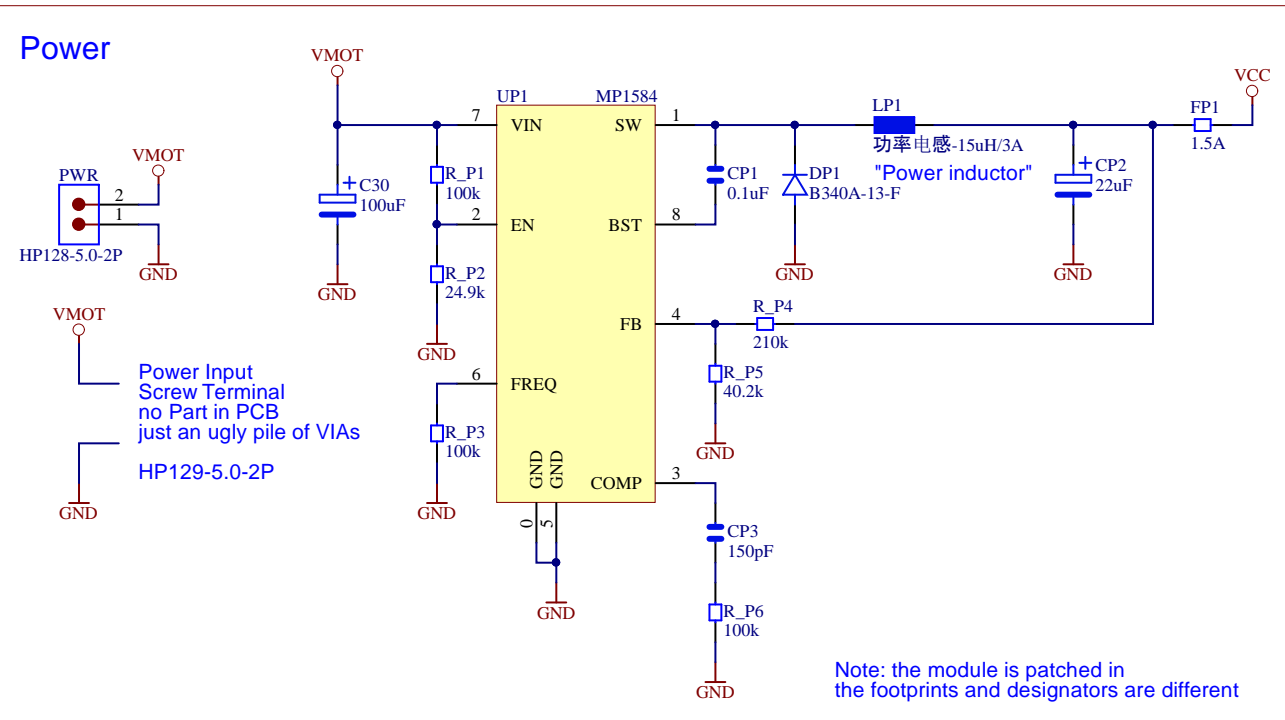 Power
VMOT
VCC
UP1
MP1584
LP1
FP1
7
VIN
SW
1
功率电感-15uH/3A
1.5A
VMOT
PWR
2
1
HP128-5.0-2P
GND
C30
100uF
GND
R_P1
100k
2
EN
BST
8
CP1
0.1uF
DP1
B340A-13-F
"Power inductor"
CP2
22uF
GND
GND
R_P2
24.9k
GND
VMOT
FB
4
R_P4
210k
Power Input
Screw Terminal
no Part in PCB
just an ugly pile of VIAs
HP129-5.0-2P
GND
6
FREQ
R_P5
40.2k
GND
R_P3
100k
GND
GND
GND
COMP
3
0
5
GND
CP3
150pF
R_P6
100k
GND
Note: the module is patched in
the footprints and designators are different